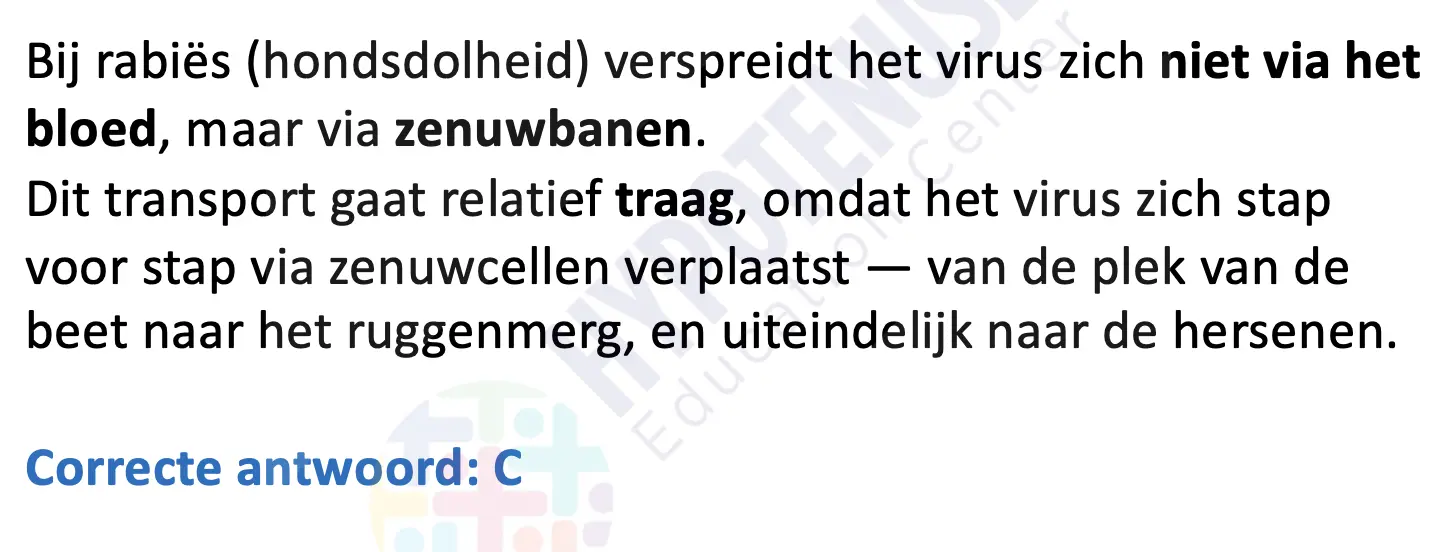 Bij rabiës (hondsdolheid) verspreidt het virus zich niet via het
bloed, maar via zenuwbanen.
Dit transport gaat relatief traag, omdat het virus zich stap
voor stap via zenuwcellen verplaatst — van de plek van de
beet naar het ruggenmerg, en uiteindelijk naar de hersenen.
Correcte antwoord: C
HYPOTENUSE
Education Center